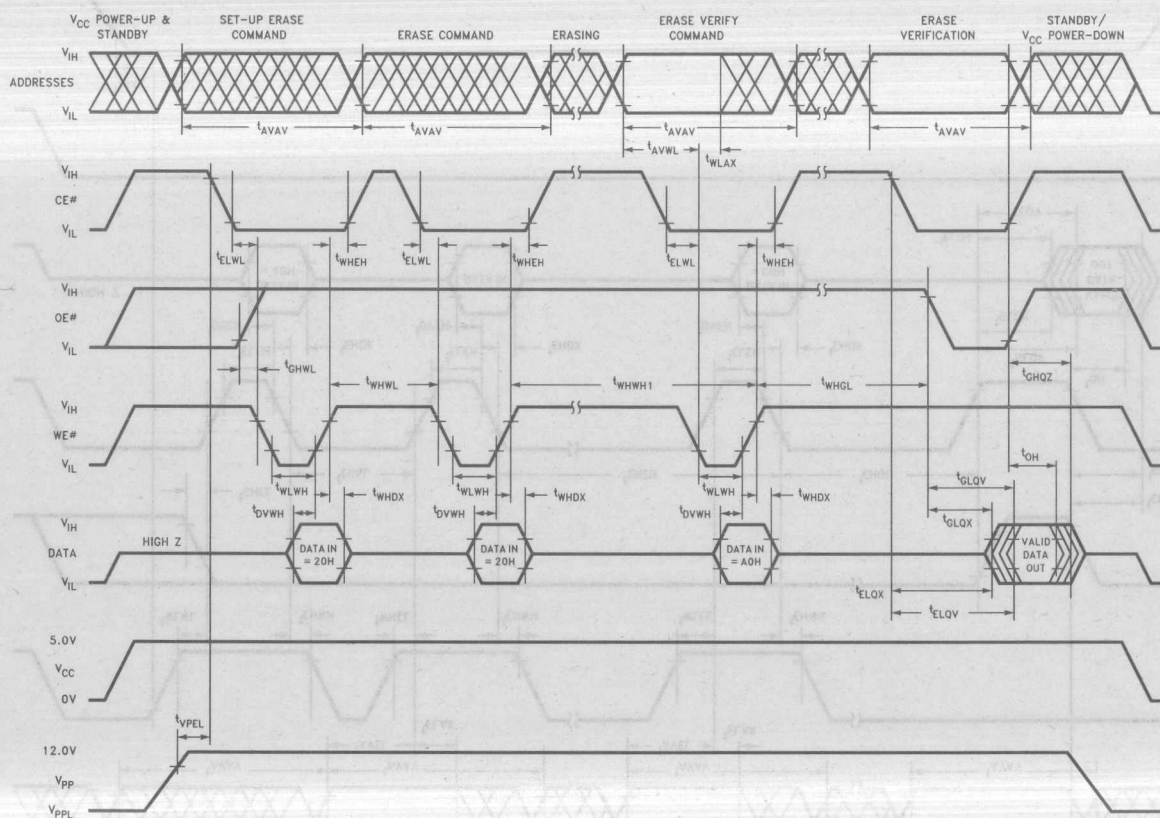 VCC POWER-UP & STANDBY
SET-UP ERASE COMMAND
ERASE COMMAND
ERASING
ERASE VERIFY COMMAND
ERASE VERIFICATION
STANDBY/ VCC POWER-DOWN
VIH
ADDRESSES
VIL
tAVAV
tAVAV
tAVAV
tAVAV
tAVWL
tWLAX
VIH
CE#
VIL
tELWL
tWHEH
tELWL
tWHEH
tELWL
tWHEH
VIH
OE#
VIL
tGHWL
tWHWL
tWHWH1
tWHGL
tGHQZ
VIH
WE#
VIL
tWLWH
tWHDX
tWLWH
tWHDX
tWLWH
tWHDX
tDVWH
tDVWH
tDVWH
tOH
tGLQV
tGLQX
VIH
DATA
VIL
HIGH Z
DATA IN = 20H
DATA IN = 20H
DATA IN = A0H
VALID DATA OUT
tELQX
tELQV
5.0V
VCC
0V
tVPEL
12.0V
VPP
VPPL